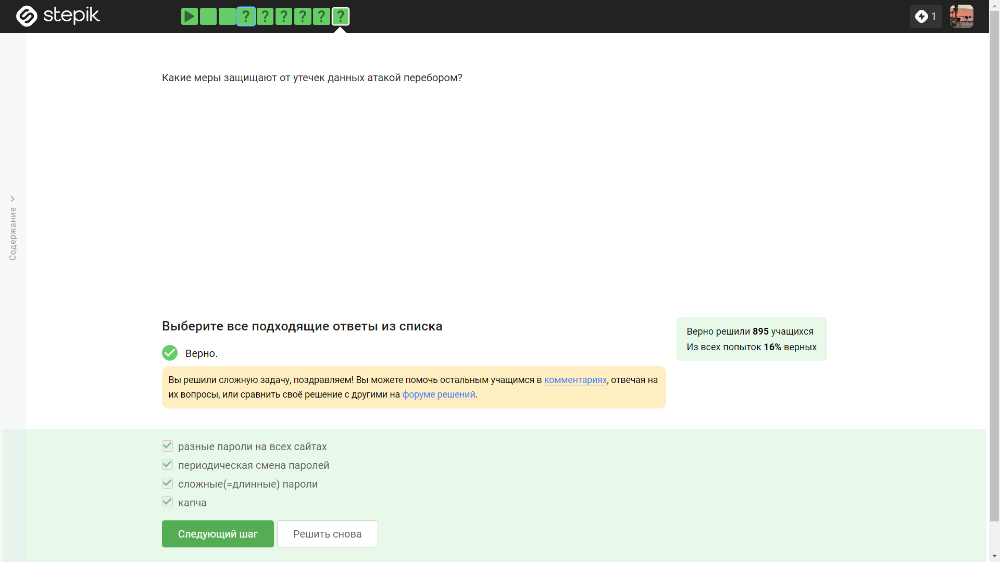 stepik
? ? ? ? ? ?
1
Содержание
Какие меры защищают от утечек данных атакой перебором?
Выберите все подходящие ответы из списка
Верно.
Вы решили сложную задачу, поздравляем! Вы можете помочь остальным учащимся в комментариях, отвечая на
их вопросы, или сравнить своё решение с другими на форуме решений.
Верно решили 895 учащихся
Из всех попыток 16% верных
разные пароли на всех сайтах
периодическая смена паролей
сложные(=длинные) пароли
капча
Следующий шаг
Решить снова